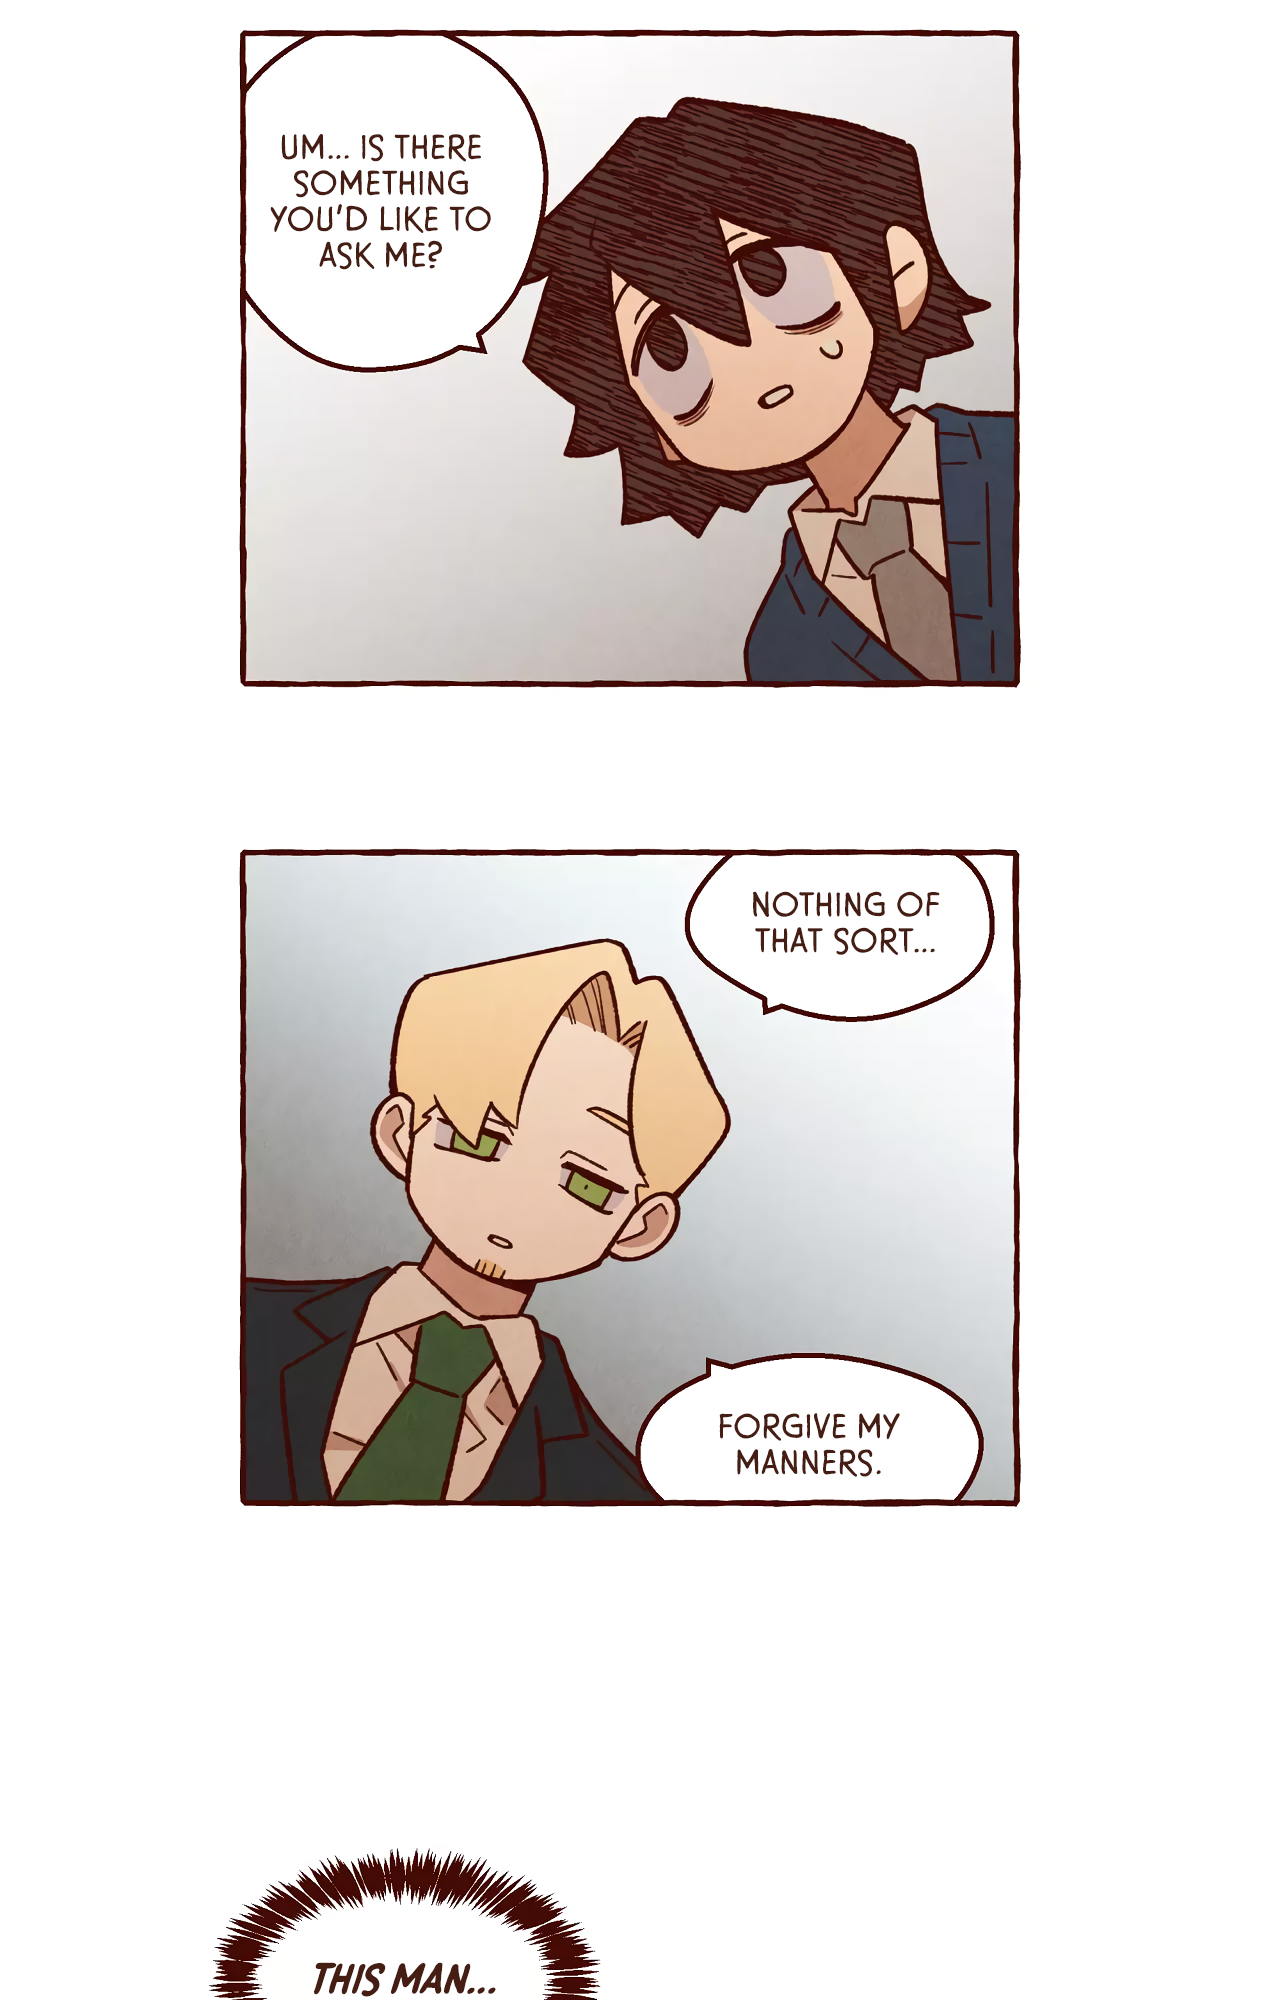 UM... IS THERE
SOMETHING
YOU'D LIKE TO
ASK ME?
NOTHING OF
THAT SORT...
FORGIVE MY
MANNERS.
THIS MAN...